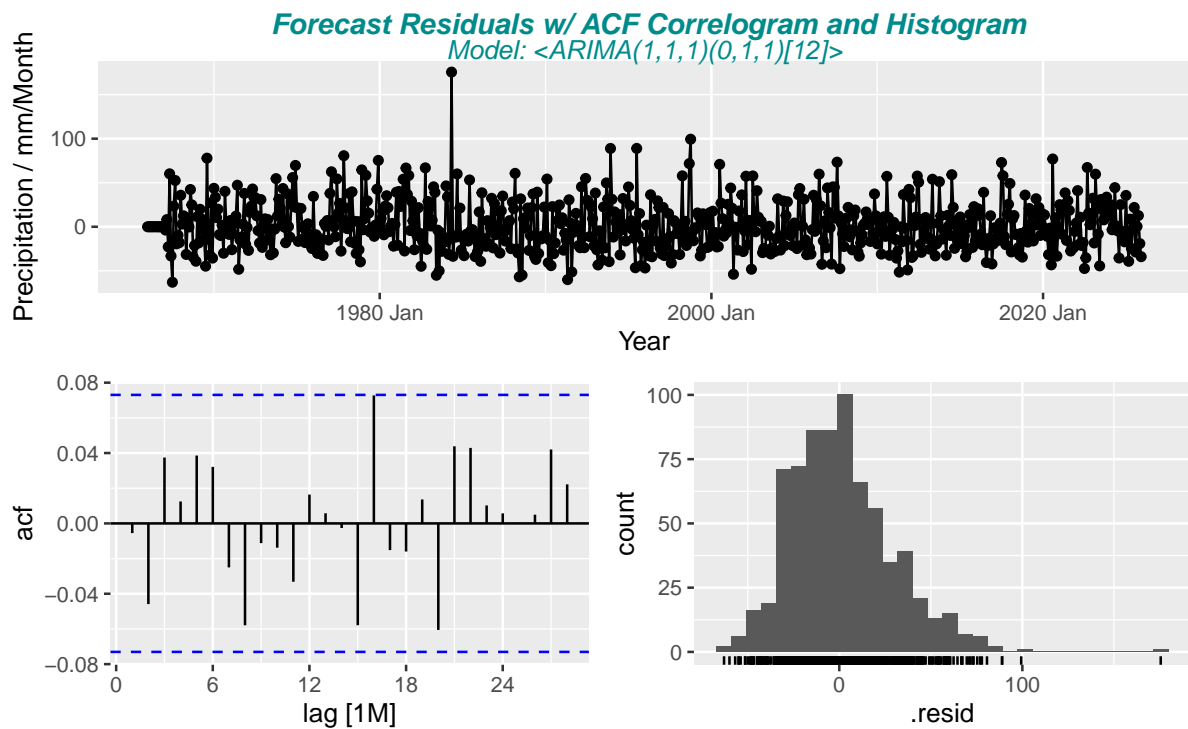 Forecast Residuals w/ ACF Correlogram and Histogram
Model: <ARIMA(1,1,1)(0,1,1)[12]>
Precipitation / mm/Month
100
0
1980 Jan 2000 Jan 2020 Jan
Year
acf
0.08
0.04
0.00
−0.04
−0.08
0 6 12 18 24
lag [1M]
count
100
75
50
25
0
0 100
.resid